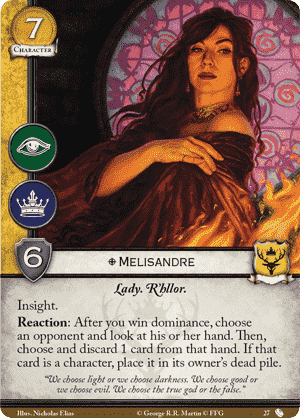 7
CHARACTER
6
MELISANDRE
Lady. R'hllor.
Insight.
Reaction: After you win dominance, choose
an opponent and look at his or her hand. Then,
choose and discard 1 card from that hand. If that
card is a character, place it in its owner's dead pile.
"We choose light or we choose darkness. We choose good or
we choose evil. We choose the true god or the false."
Illus. Nicholas Elias © George R.R. Martin © FFG 27